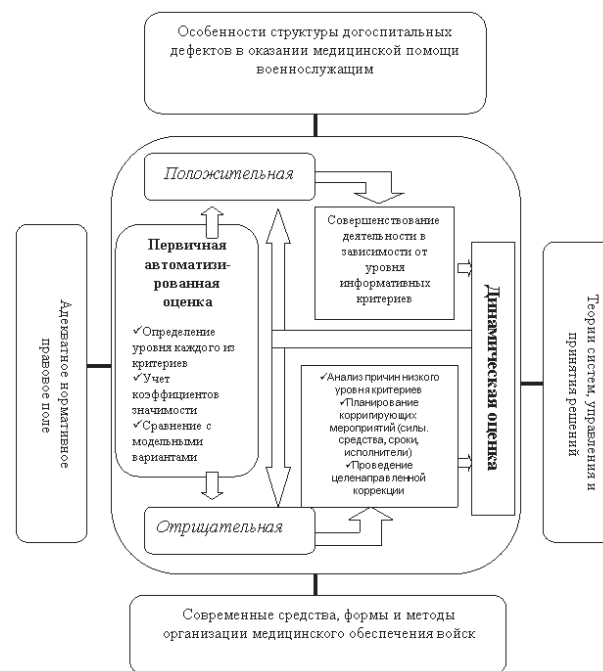 Особенности структуры догоспитальных
дефектов в оказании медицинской помощи
военнослужащим
Положительная
Совершенствование
деятельности в
зависимости от
уровня
информативных
критериев
Первичная
автоматизи-
рованная
оценка
✓Определение
уровня каждого из
критериев
✓Учет
коэффициентов
значимости
✓Сравнение с
модельными
вариантами
Адекватное нормативное
правовое поле
Динамическая оценка
Теории систем, управления и
принятия решений
✓Анализ причин низкого
уровня критериев
✓Планирование
корригирующих
мероприятий (силы.
средства, сроки,
исполнители)
✓Проведение
целенаправленной
коррекции
Отрицательная
Современные средства, формы и методы
организации медицинского обеспечения войск